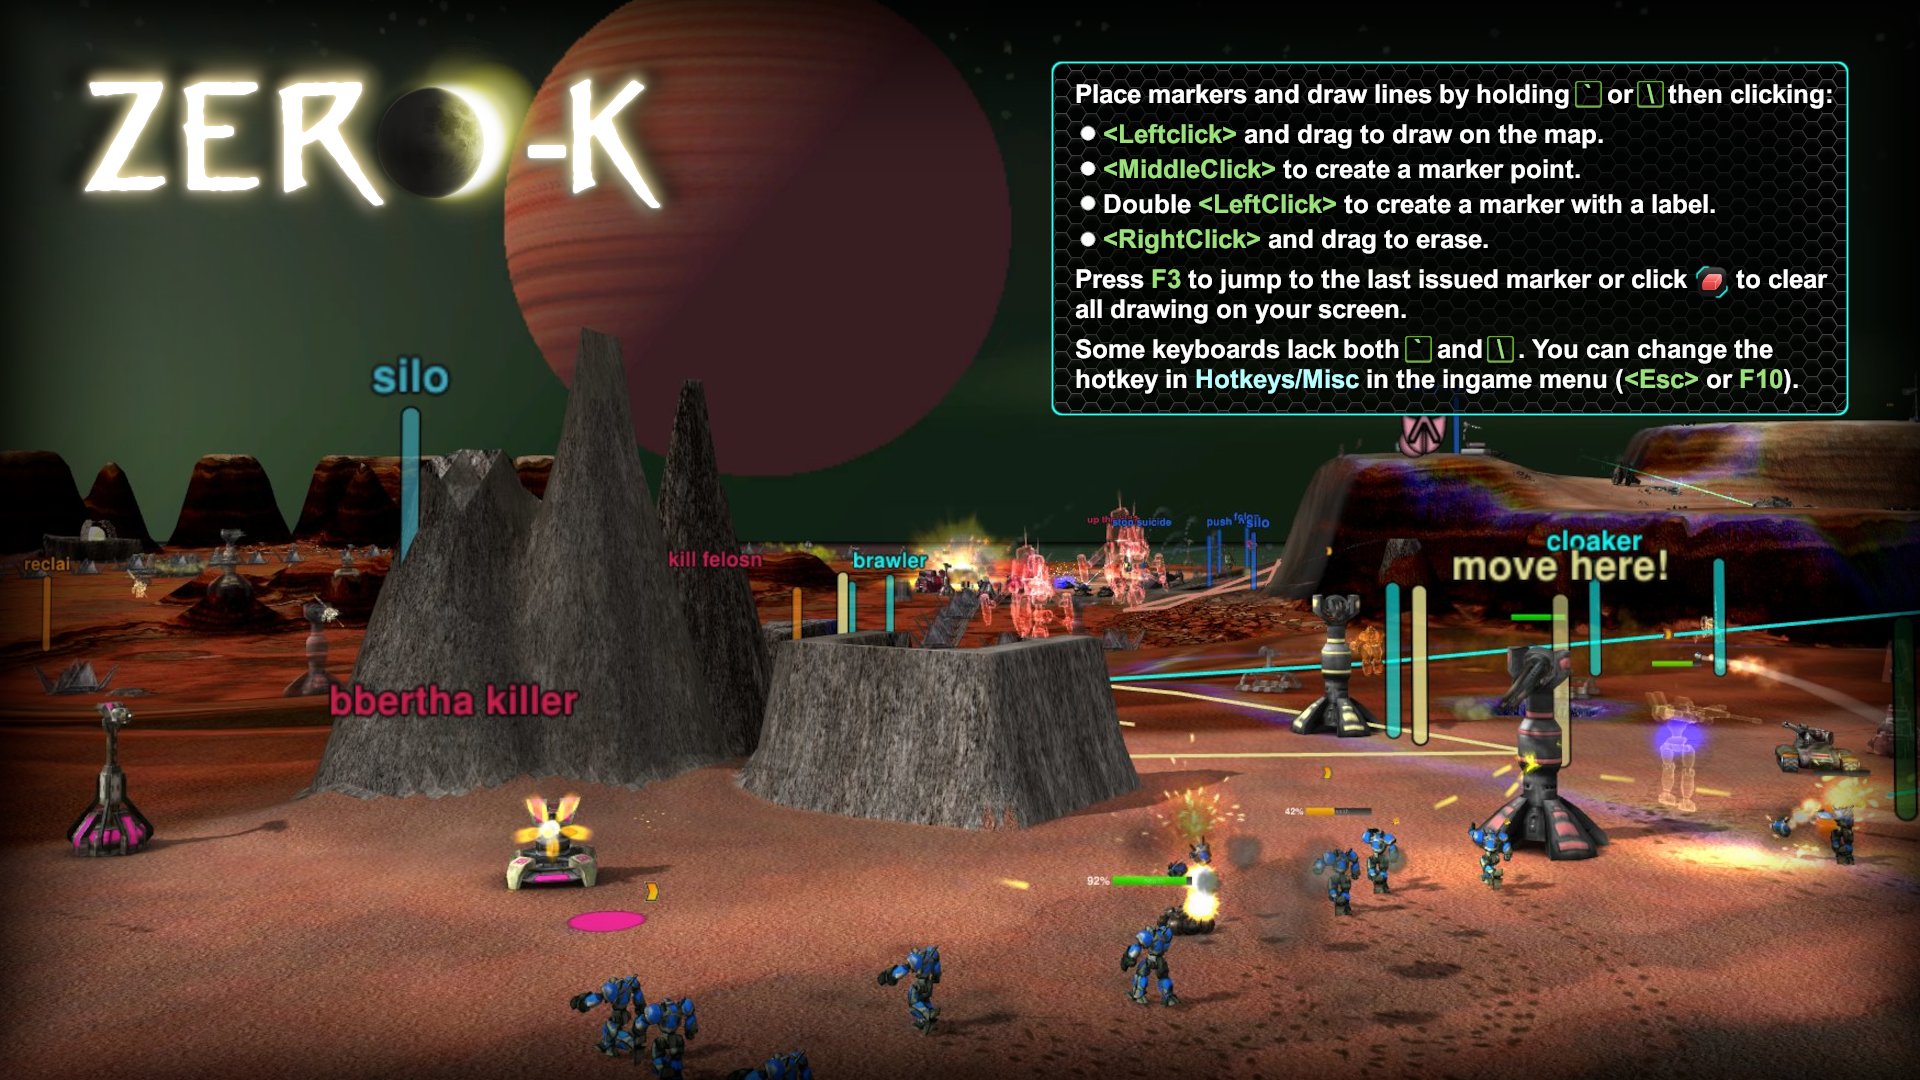 ZERO-K
Place markers and draw lines by holding ` or \ then clicking:
<Leftclick> and drag to draw on the map.
<MiddleClick> to create a marker point.
Double <LeftClick> to create a marker with a label.
<RightClick> and drag to erase.
Press F3 to jump to the last issued marker or click to clear
all drawing on your screen.
Some keyboards lack both ` and \. You can change the
hotkey in Hotkeys/Misc in the ingame menu (<Esc> or F10).
silo
up
stop suicide
push
silo
cloaker
move here!
reclai
kill felosn
brawler
bbertha killer
42%
92%